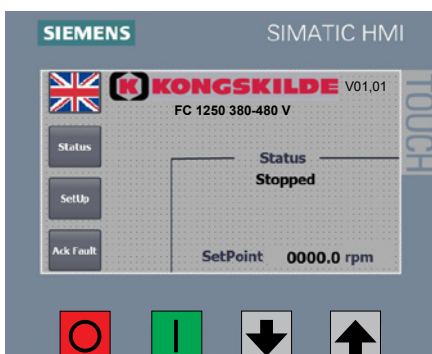 SIEMENS SIMATIC HMI
KONGSKILDE V01,01
FC 1250 380-480 V
TOUCH
Status
Status
Stopped
SetUp
Ack Fault
SetPoint 0000.0 rpm